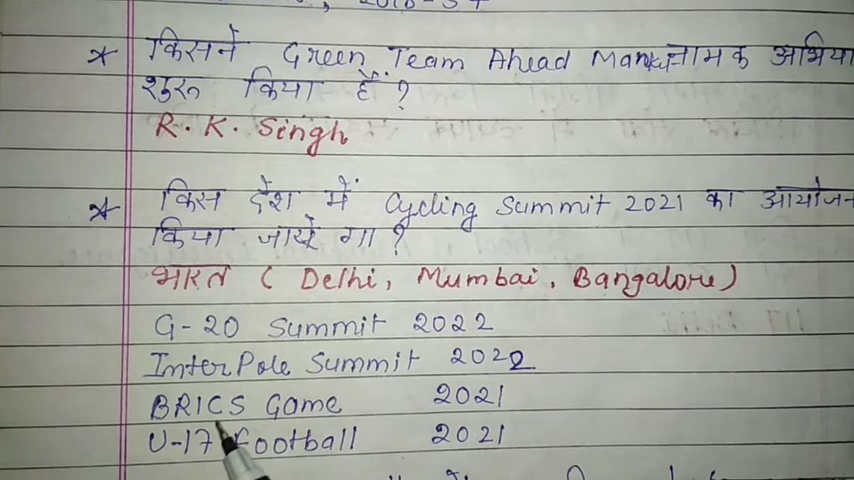 * किसने Green Team Ahead नामक अभिया
शुरू किया हैं?
R. K. Singh
* किस देश में Cycling Summit 2021 का आयोजन
किया जायेगा?
भारत ( Delhi, Mumbai, Bangalore)
G-20 Summit 2022
InterPole Summit 2022
BRICS Game 2021
U-17 Football 2021